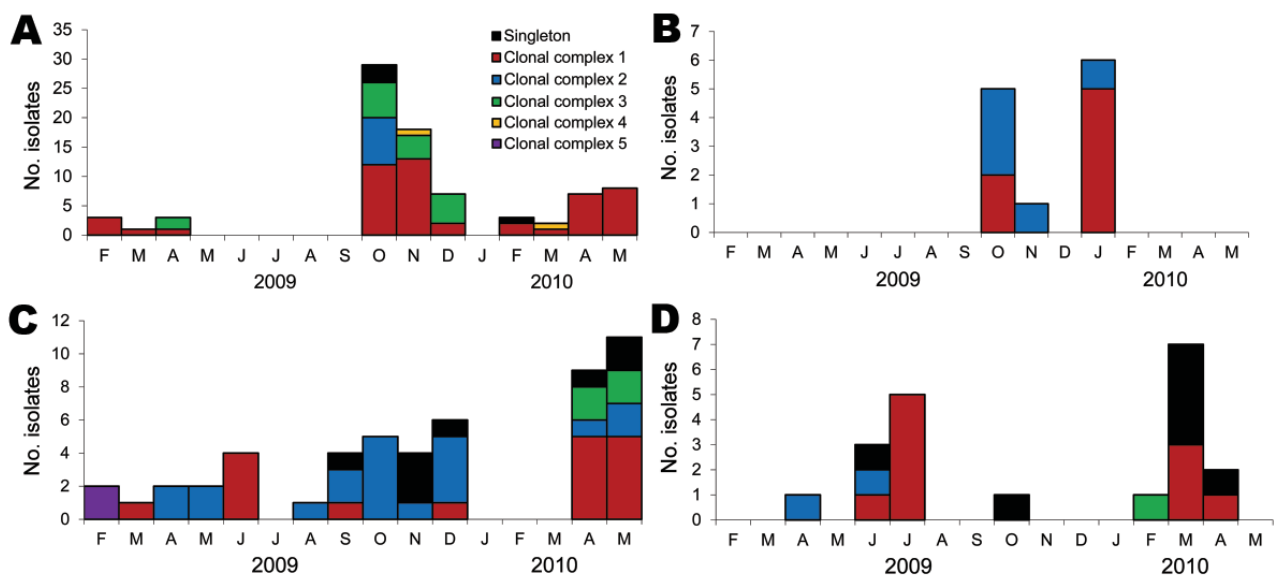 A
No. isolates
35
30
25
20
15
10
5
0
Singleton
Clonal complex 1
Clonal complex 2
Clonal complex 3
Clonal complex 4
Clonal complex 5
F M A M J J A S O N D J F M A M
2009 2010
B
No. isolates
7
6
5
4
3
2
1
0
F M A M J J A S O N D J F M A M
2009 2010
C
No. isolates
12
10
8
6
4
2
0
F M A M J J A S O N D J F M A M
2009 2010
D
No. isolates
8
7
6
5
4
3
2
1
0
F M A M J J A S O N D J F M A M
2009 2010